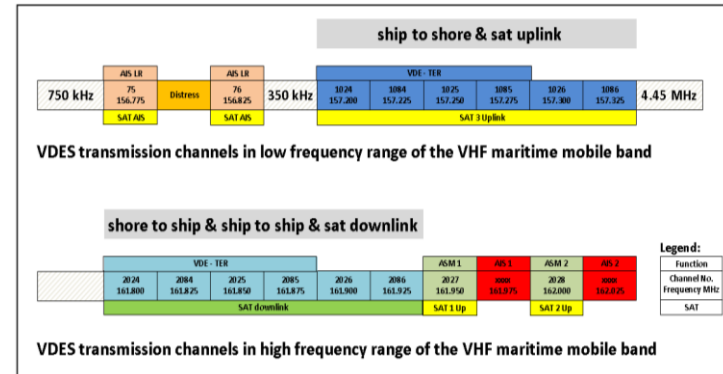 ship to shore & sat uplink
AIS LR AIS LR VDE - TER
750 kHz 75 Distress 76 350 kHz 1024 1084 1025 1085 1026 1086 4.45 MHz
156.775 156.825 157.200 157.225 157.250 157.275 157.300 157.325
SAT AIS SAT AIS SAT 3 Uplink
VDES transmission channels in low frequency range of the VHF maritime mobile band
shore to ship & ship to ship & sat downlink
Legend:
VDE - TER ASM 1 AIS 1 ASM 2 AIS 2 Function
2024 2084 2025 2085 2026 2086 2027 2028 Channel No.
161.800 161.825 161.850 161.875 161.900 161.925 161.950 161.975 162.000 162.025 Frequency MHz
SAT downlink SAT 1 Up SAT 2 Up SAT
VDES transmission channels in high frequency range of the VHF maritime mobile band